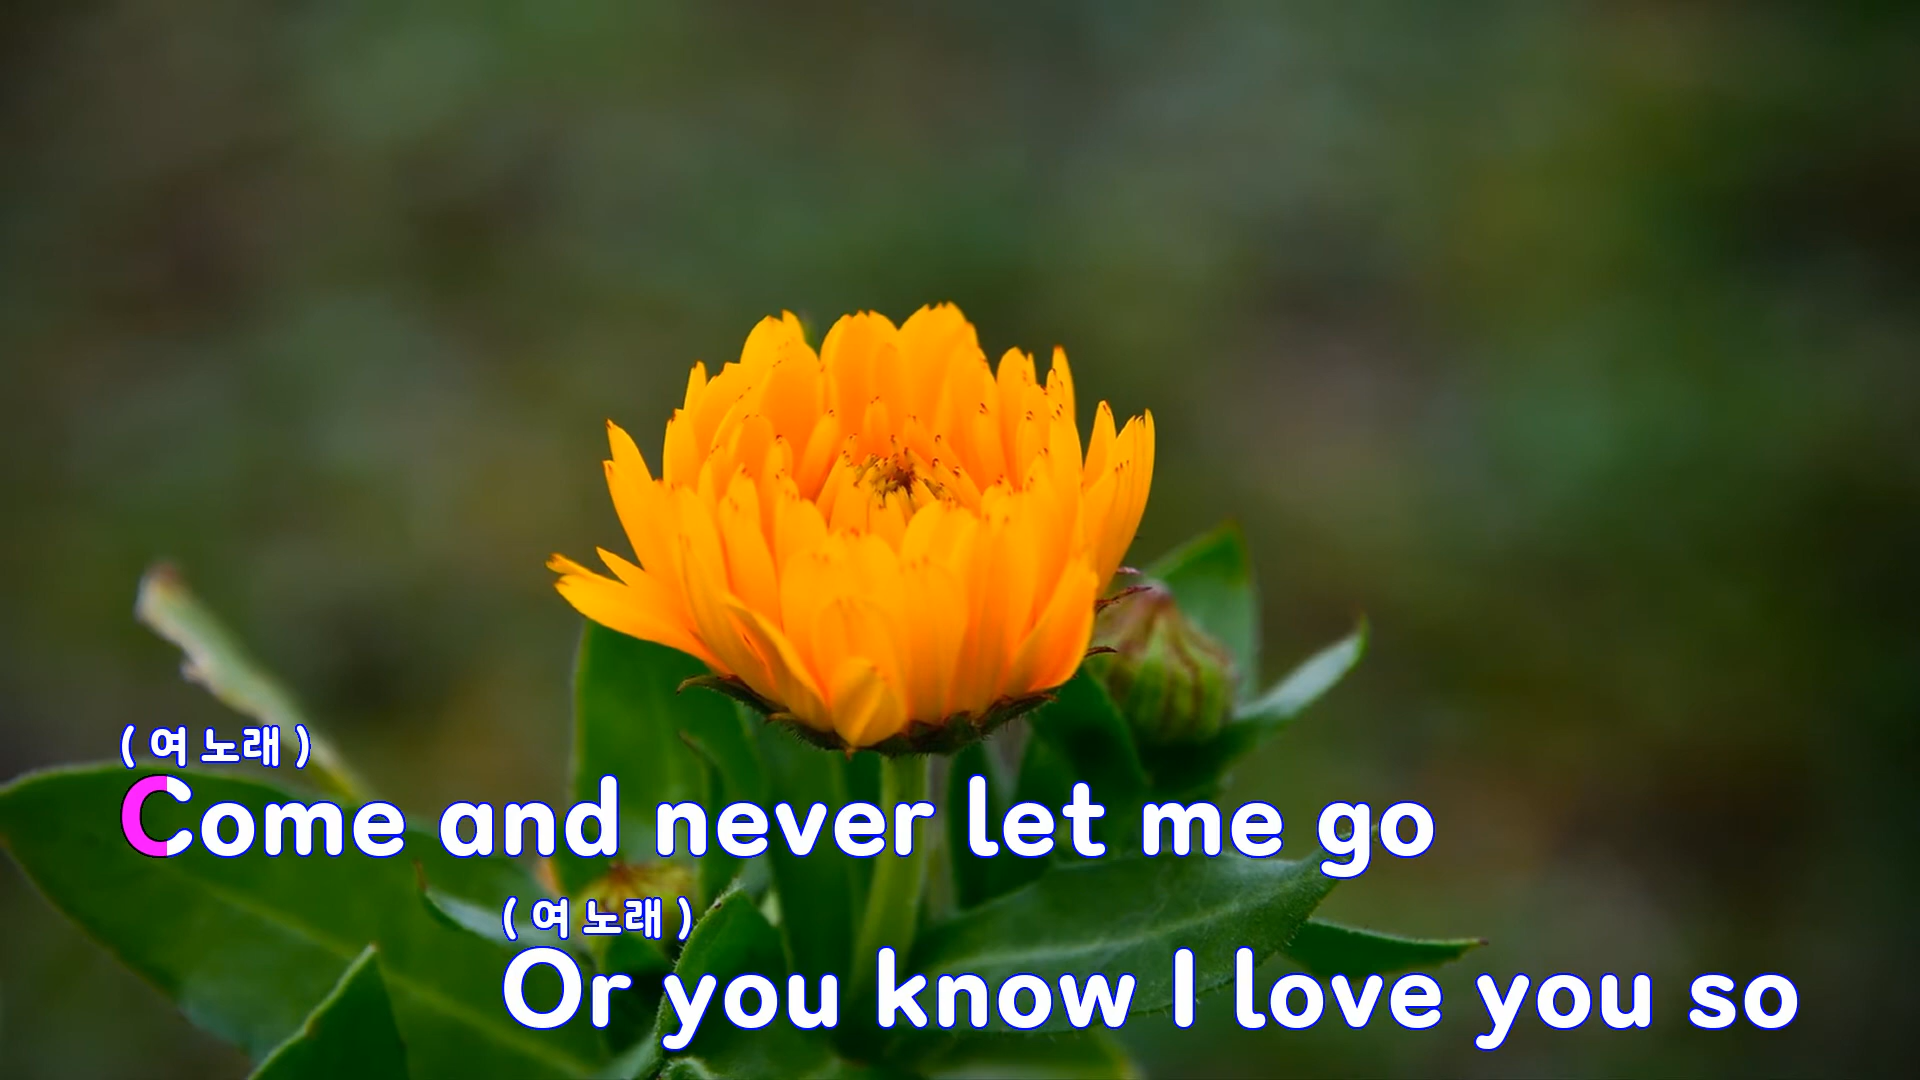 ( 여 노래 )
Come and never let me go
( 여 노래 )
Or you know I love you so